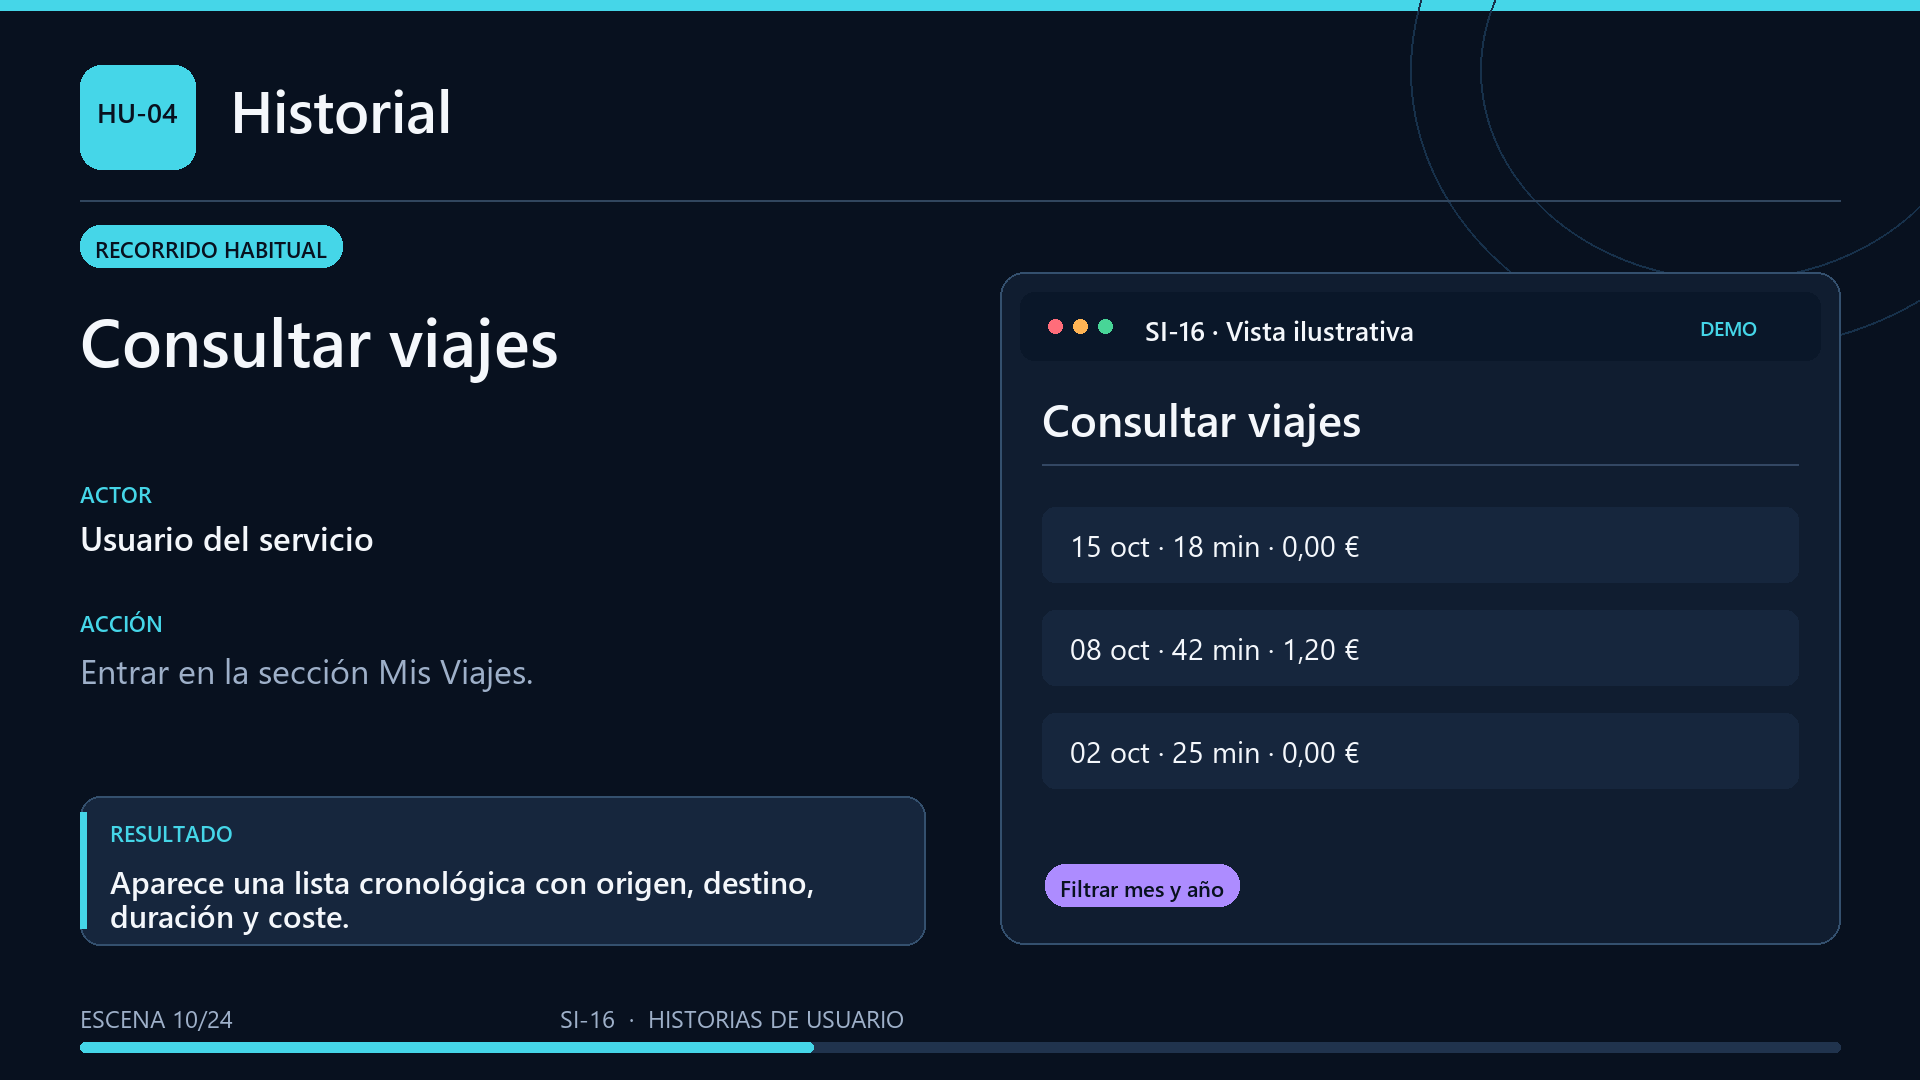 HU-04
Historial
RECORRIDO HABITUAL
Consultar viajes
ACTOR
Usuario del servicio
ACCIÓN
Entrar en la sección Mis Viajes.
RESULTADO
Aparece una lista cronológica con origen, destino,
duración y coste.
SI-16 · Vista ilustrativa
DEMO
Consultar viajes
15 oct · 18 min · 0,00 €
08 oct · 42 min · 1,20 €
02 oct · 25 min · 0,00 €
Filtrar mes y año
ESCENA 10/24
SI-16 · HISTORIAS DE USUARIO